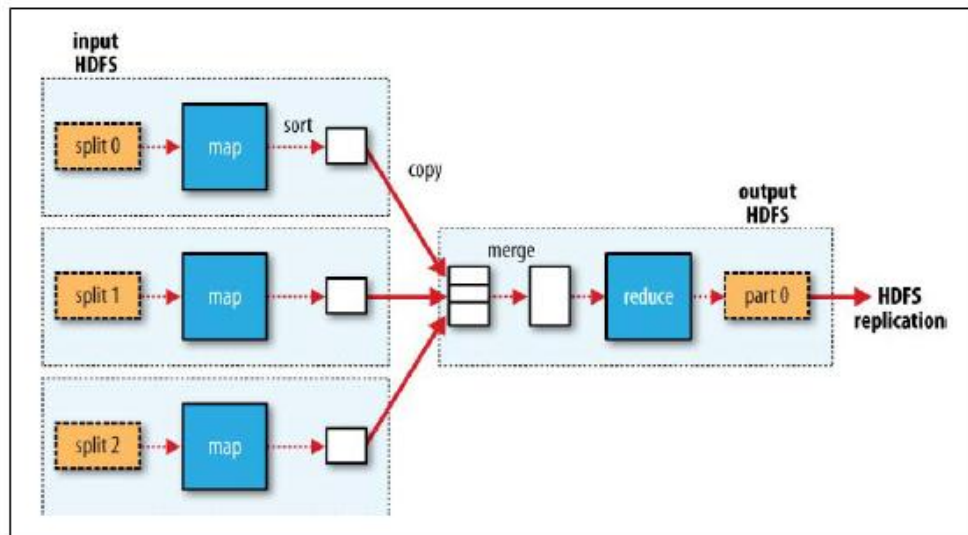 input
HDFS
split 0
map
sort
copy
split 1
map
merge
output
HDFS
reduce
part 0
HDFS
replication
split 2
map